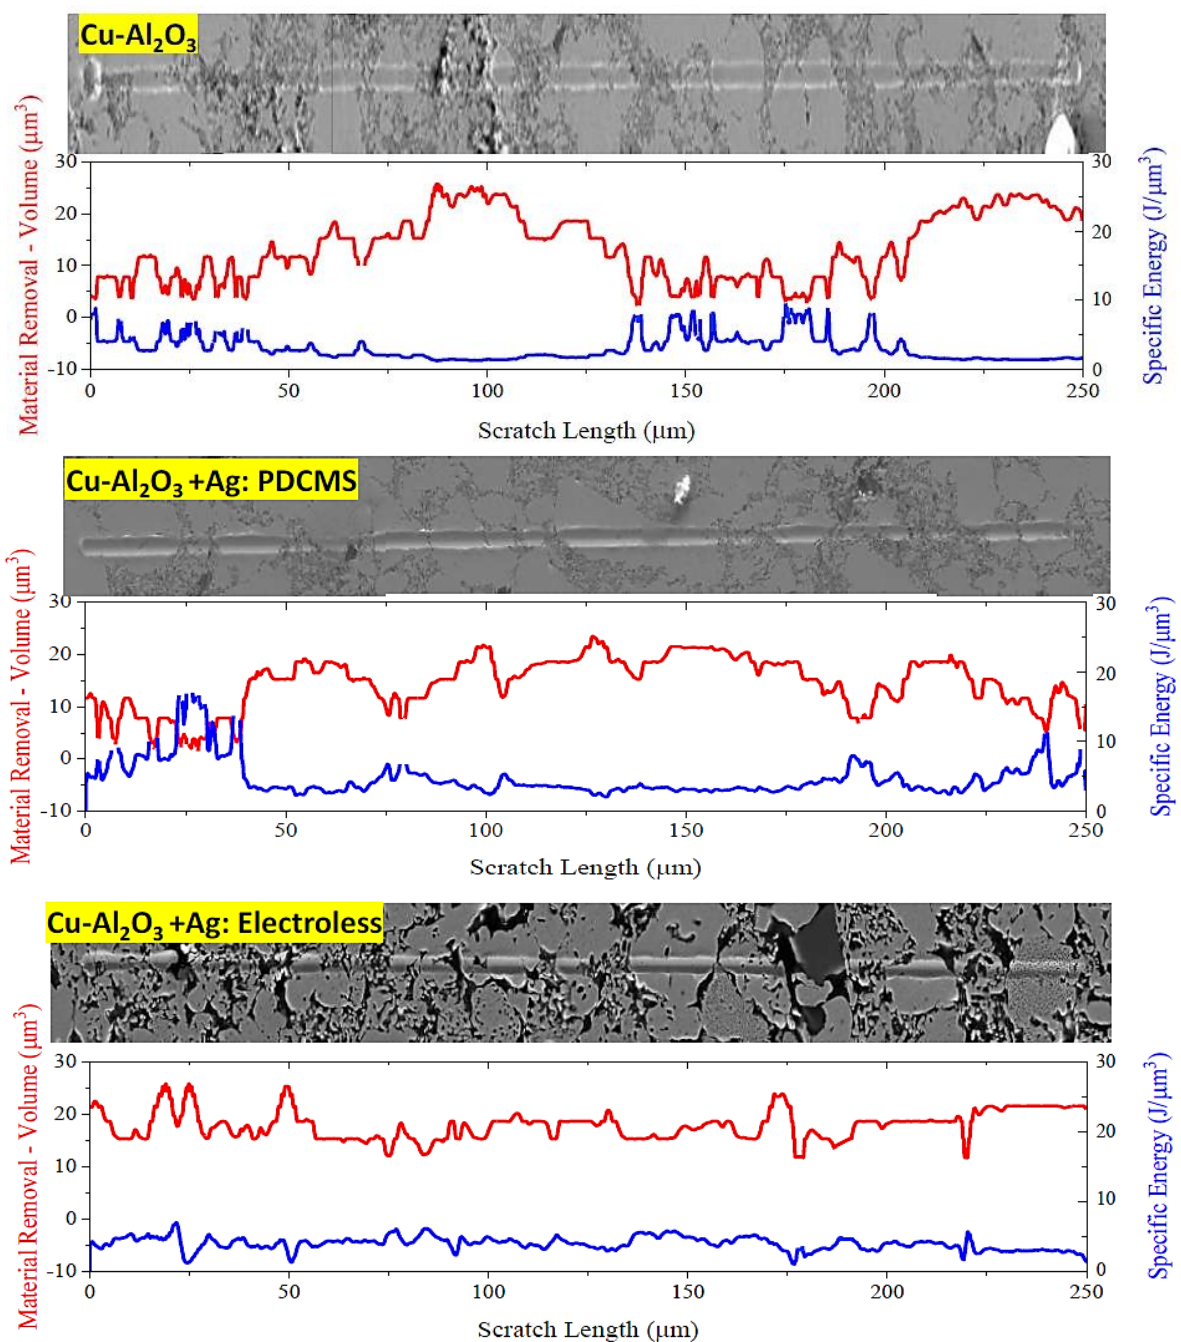 Cu-Al₂O₃
Material Removal - Volume (μm³)
30
20
10
0
-10
30
20
10
0
Specific Energy (J/μm³)
0 50 100 150 200 250
Scratch Length (μm)
Cu-Al₂O₃ +Ag: PDCMS
Material Removal - Volume (μm³)
30
20
10
0
-10
30
20
10
0
Specific Energy (J/μm³)
0 50 100 150 200 250
Scratch Length (μm)
Cu-Al₂O₃ +Ag: Electroless
Material Removal - Volume (μm³)
30
20
10
0
-10
30
20
10
0
Specific Energy (J/μm³)
0 50 100 150 200 250
Scratch Length (μm)